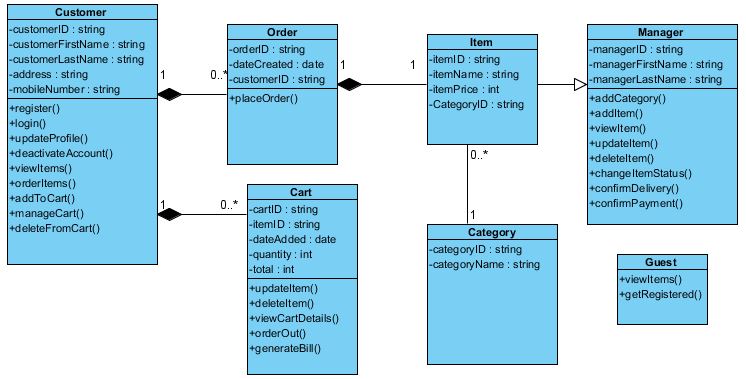 Customer
-customerID : string
-customerFirstName : string
-customerLastName : string
-address : string
-mobileNumber : string
+register()
+login()
+updateProfile()
+deactivateAccount()
+viewItems()
+orderItems()
+addToCart()
+manageCart()
+deleteFromCart()
1
0..*
Order
-orderID : string
-dateCreated : date
-customerID : string
+placeOrder()
1
1
Item
-itemID : string
-itemName : string
-itemPrice : int
-CategoryID : string
Manager
-managerID : string
-managerFirstName : string
-managerLastName : string
+addCategory()
+addItem()
+viewItem()
+updateItem()
+deleteItem()
+changeItemStatus()
+confirmDelivery()
+confirmPayment()
1
0..*
Cart
-cartID : string
-itemID : string
-dateAdded : date
-quantity : int
-total : int
+updateItem()
+deleteItem()
+viewCartDetails()
+orderOut()
+generateBill()
0..*
1
Category
-categoryID : string
-categoryName : string
Guest
+viewItems()
+getRegistered()